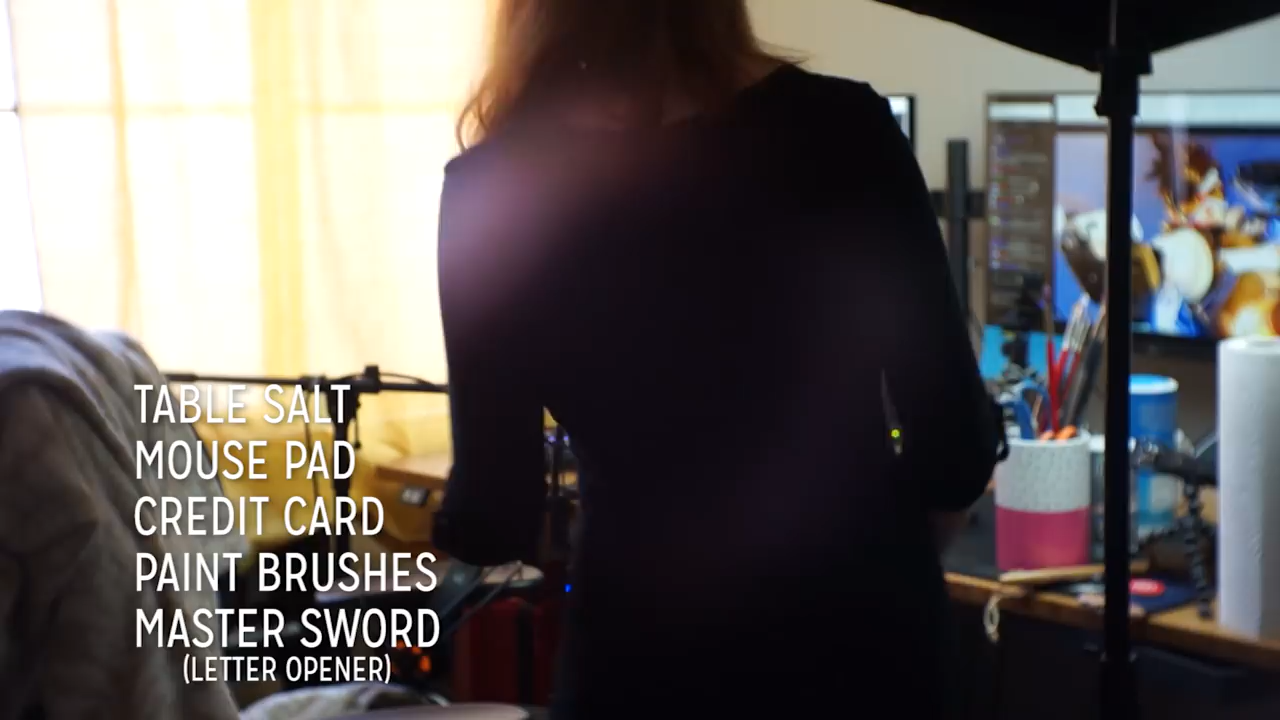 TABLE SALT
MOUSE PAD
CREDIT CARD
PAINT BRUSHES
MASTER SWORD
(LETTER OPENER)